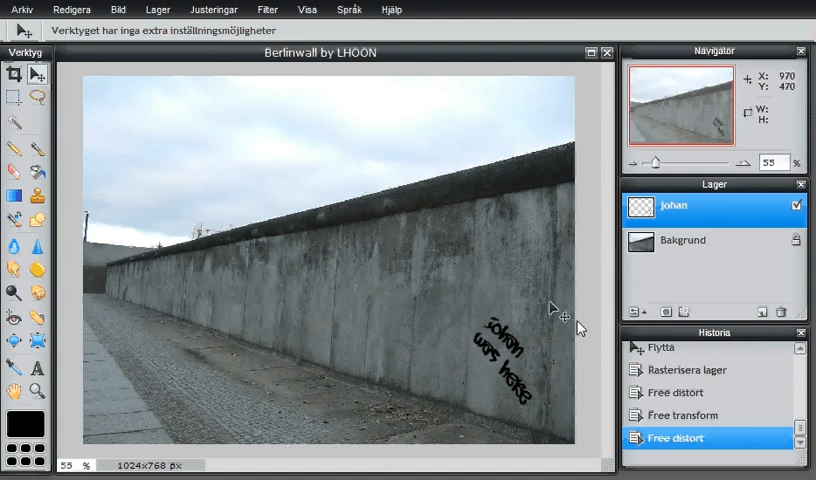 Arkiv Redigera Bild Lager Justeringar Filter Visa Språk Hjälp
Verktyget har inga extra inställningsmöjligheter
Verktyg
Berlinwall by LHOON
johan
was here
55 % 1024x768 px
Navigator
X: 970
Y: 470
W:
H:
55 %
Lager
johan
Bakgrund
Historia
Flytta
Rasterisera lager
Free distort
Free transform
Free distort